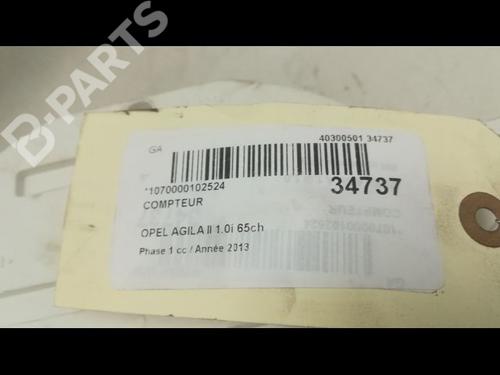 B-PARTS
GA
40300501 34737
*1070000102524
34737
COMPTEUR
OPEL AGILA II 1.0i 65ch
Phase 1 cc / Année 2013